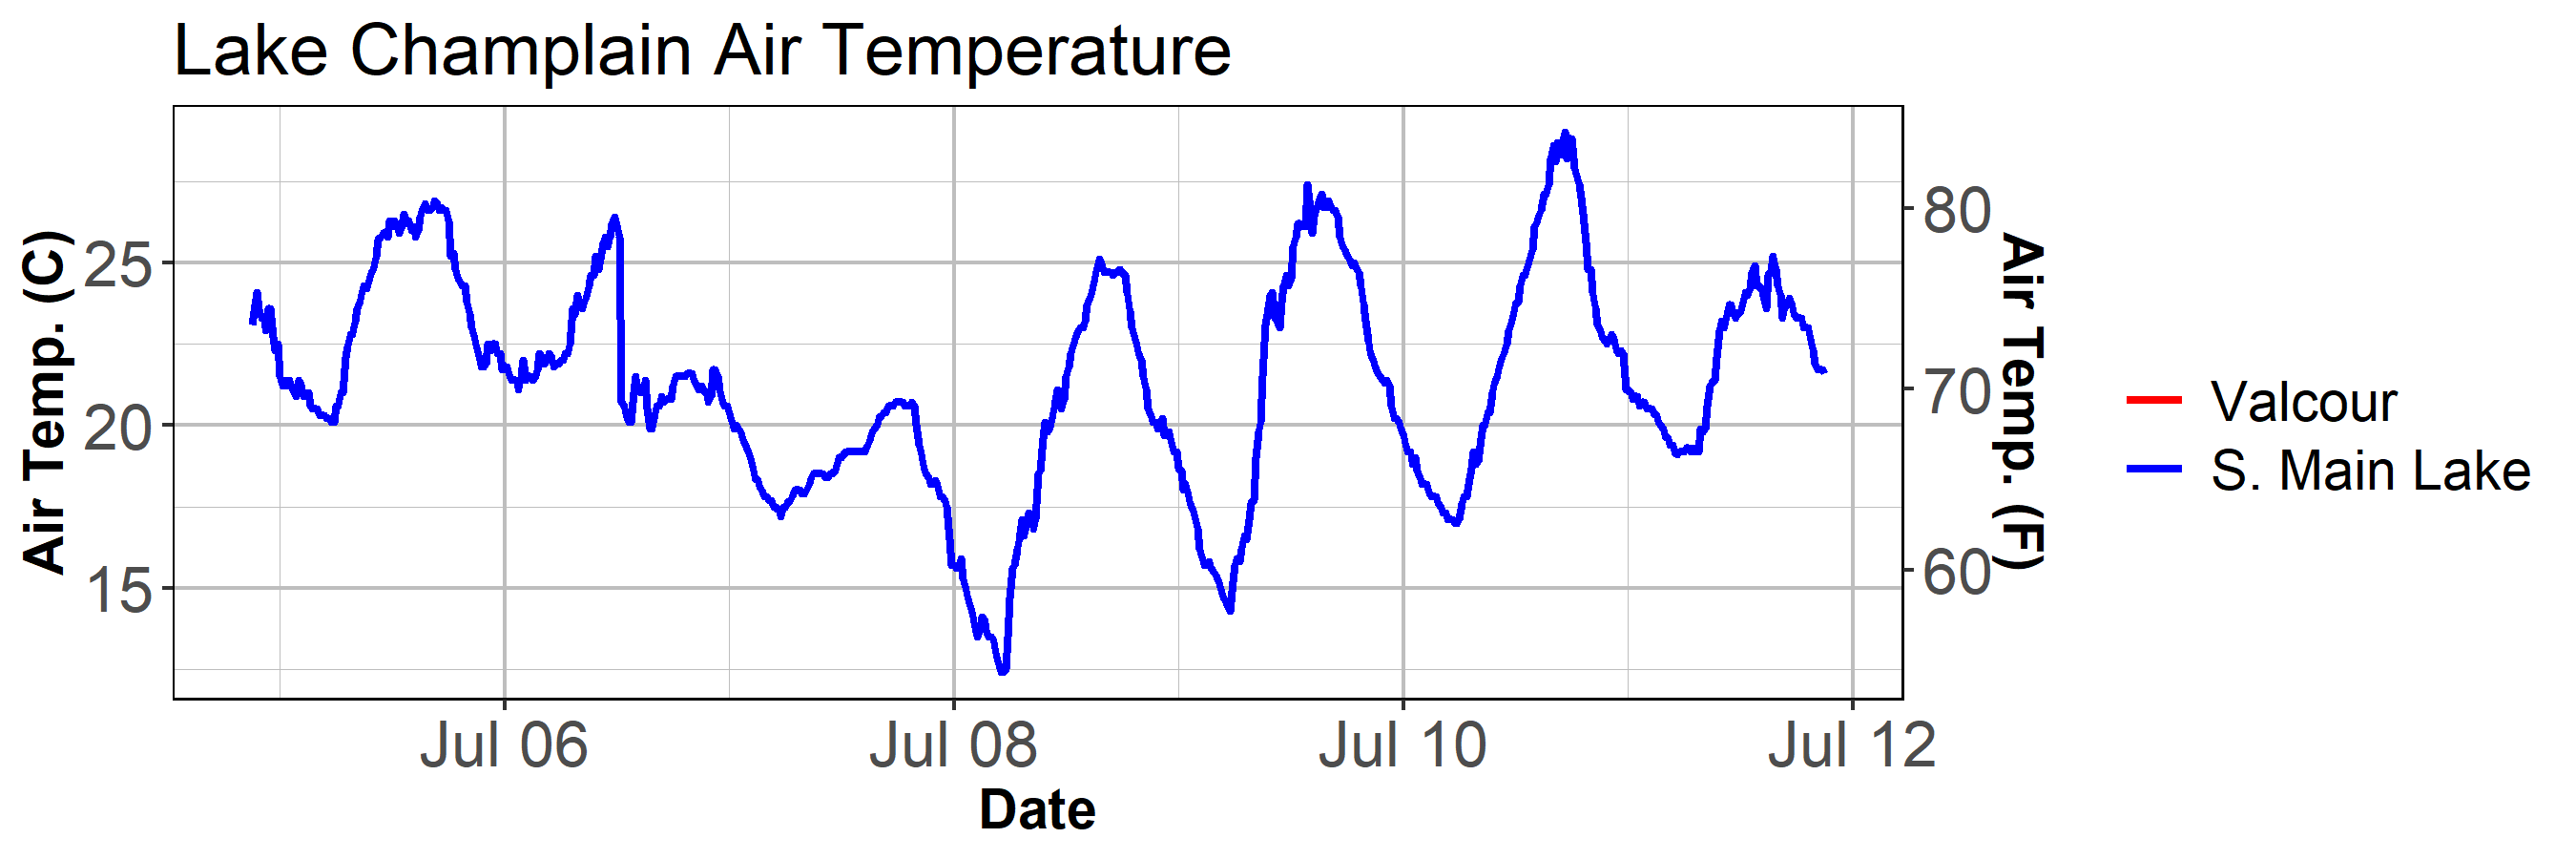 Lake Champlain Air Temperature
Air Temp. (C)
25
20
15
80
70
60
Air Temp. (F)
Jul 06
Jul 08
Jul 10
Jul 12
Date
Valcour
S. Main Lake